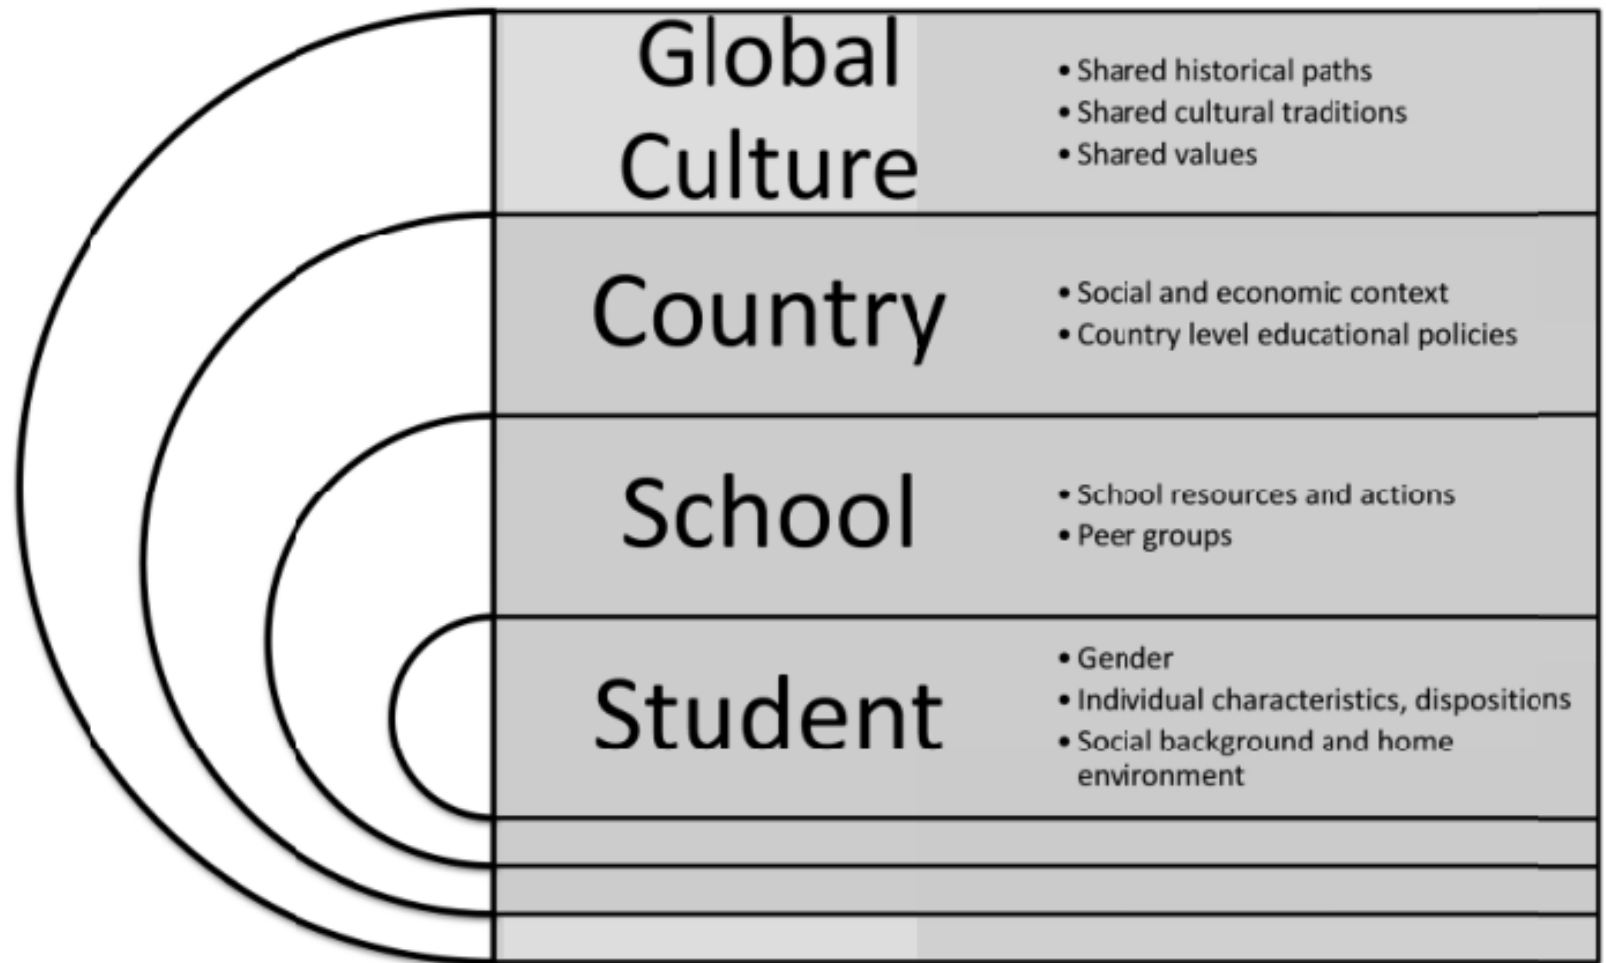 Global
Culture
• Shared historical paths
• Shared cultural traditions
• Shared values
Country
• Social and economic context
• Country level educational policies
School
• School resources and actions
• Peer groups
Student
• Gender
• Individual characteristics, dispositions
• Social background and home
environment